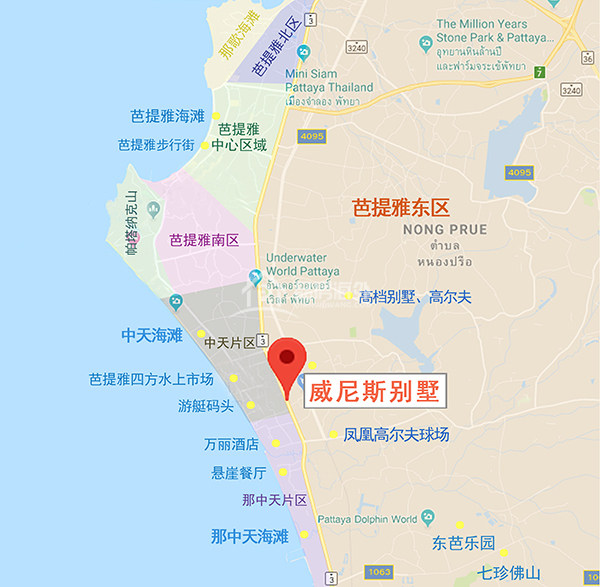 那歌海滩
芭提雅北区
3
3240
The Million Years
Stone Park & Pattaya...
อุทยานหินล้านปี
และฟาร์มจระเข้พัทยา
36
7
3240
Mini Siam
Pattaya Thailand
เมืองจำลอง พัทยา
芭提雅海滩
芭提雅步行街
芭提雅
中心区域
4095
4095
帕塔纳克山
芭提雅东区
NONG PRUE
ตำบล
หนองปรือ
芭提雅南区
Underwater
World Pattaya
อันเดอร์วอเตอร์
เวิลด์ พัทยา
高档别墅、高尔夫
中天海滩
中天片区
3
芭提雅四方水上市场
威尼斯别墅
游艇码头
凤凰高尔夫球场
万丽酒店
悬崖餐厅
那中天片区
Pattaya Dolphin World
那中天海滩
东芭乐园
七珍佛山
3
1063
332